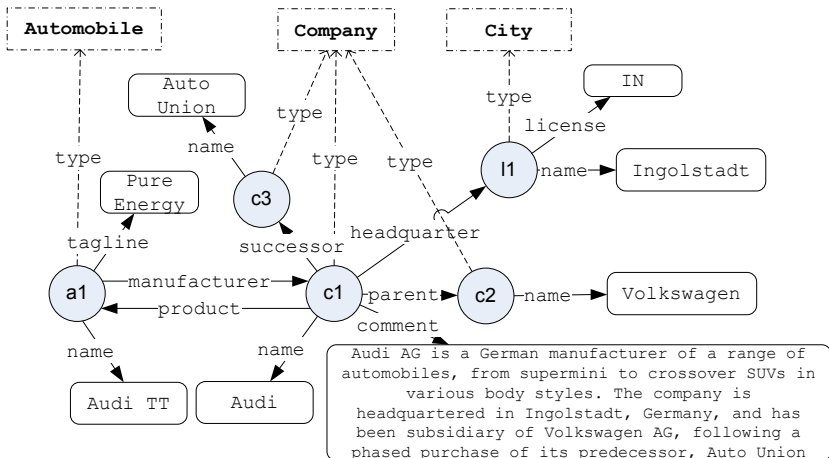 Automobile
Company
City
Auto
Union
IN
type
license
name
type
type
type
type
l1
name
Ingolstadt
Pure
Energy
c3
tagline
successor
headquarter
a1
manufacturer
product
c1
parent
c2
name
Volkswagen
comment
name
name
Audi TT
Audi
Audi AG is a German manufacturer of a range of
automobiles, from supermini to crossover SUVs in
various body styles. The company is
headquartered in Ingolstadt, Germany, and has
been subsidiary of Volkswagen AG, following a
phased purchase of its predecessor, Auto Union